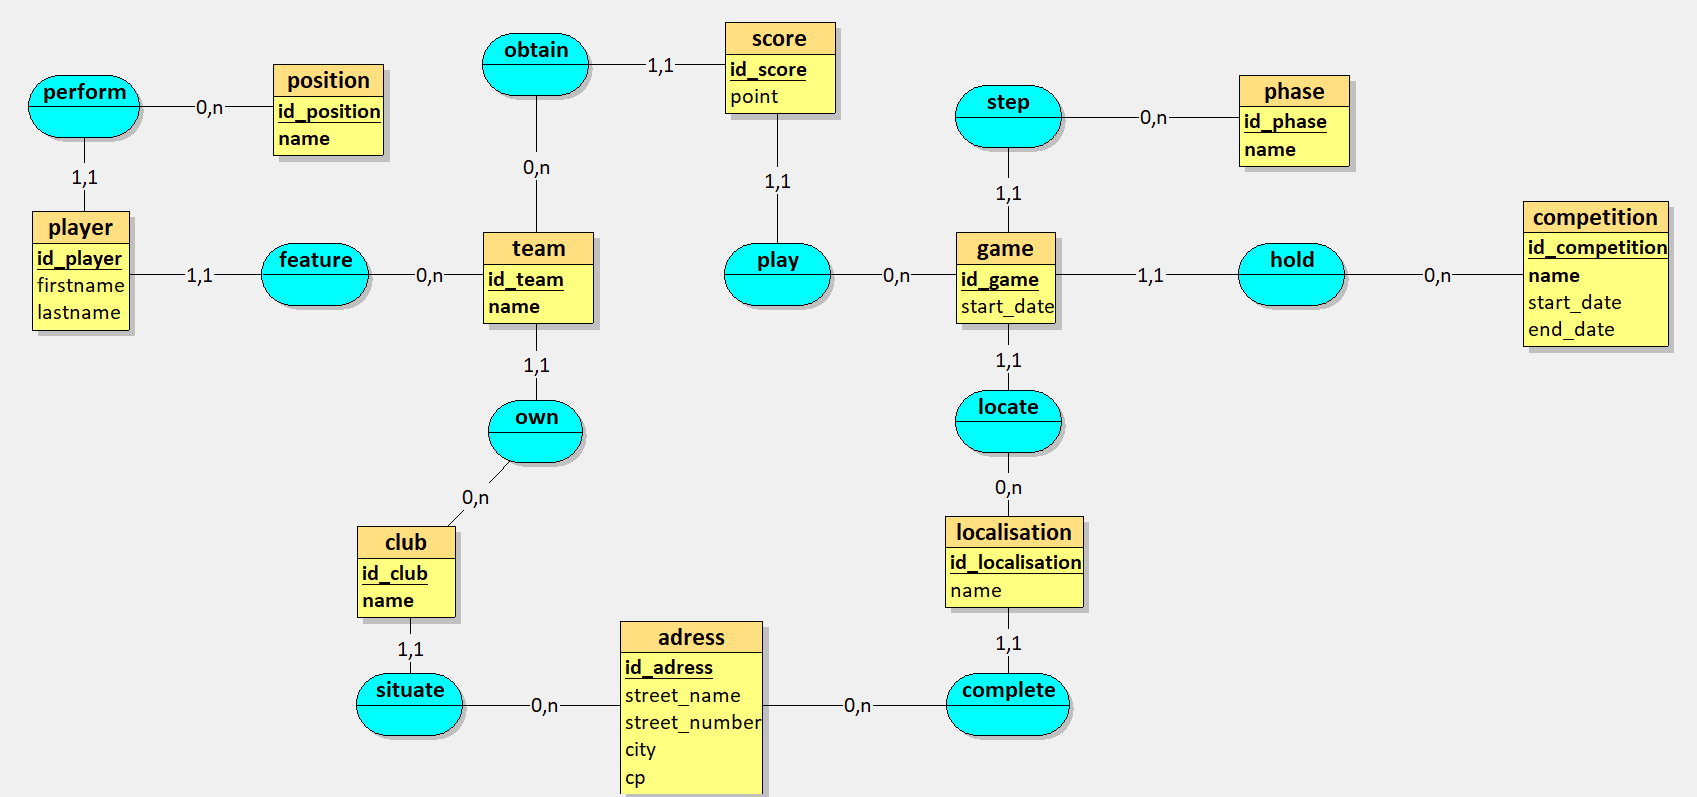 obtain
1,1
score
id_score
point
perform
0,n
position
id_position
name
step
0,n
phase
id_phase
name
0,n
1,1
1,1
1,1
player
id_player
firstname
lastname
1,1
feature
0,n
team
id_team
name
play
0,n
game
id_game
start_date
1,1
hold
0,n
competition
id_competition
name
start_date
end_date
1,1
1,1
own
locate
0,n
0,n
club
id_club
name
localisation
id_localisation
name
1,1
1,1
situate
0,n
adress
id_adress
street_name
street_number
city
cp
0,n
complete